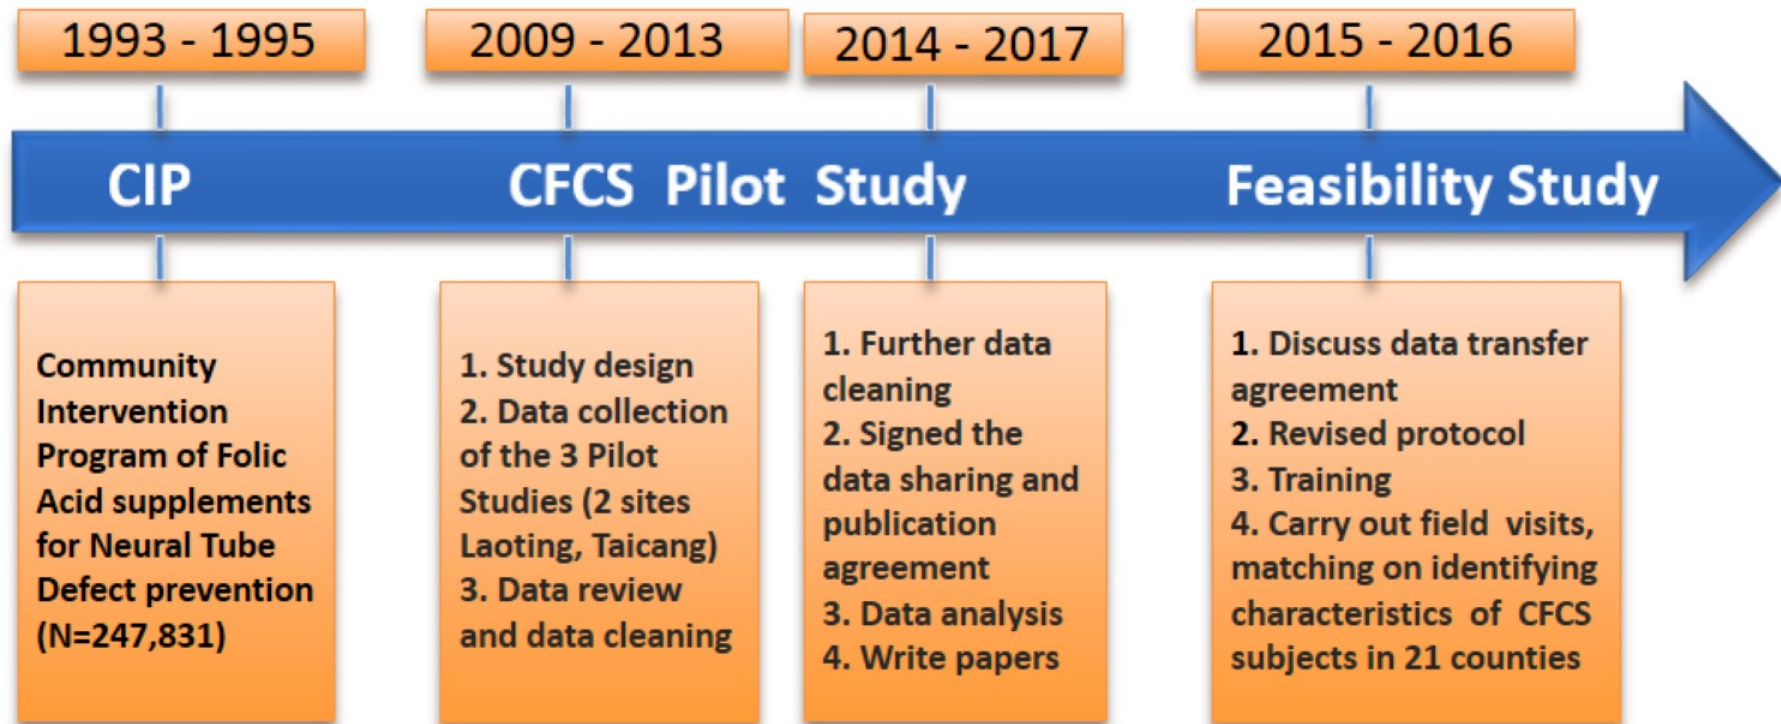 1993 - 1995
2009 - 2013
2014 - 2017
2015 - 2016
CIP
CFCS Pilot Study
Feasibility Study
Community
Intervention
Program of Folic
Acid supplements
for Neural Tube
Defect prevention
(N=247,831)
1. Study design
2. Data collection
of the 3 Pilot
Studies (2 sites
Laoting, Taicang)
3. Data review
and data cleaning
1. Further data
cleaning
2. Signed the
data sharing and
publication
agreement
3. Data analysis
4. Write papers
1. Discuss data transfer
agreement
2. Revised protocol
3. Training
4. Carry out field visits,
matching on identifying
characteristics of CFCS
subjects in 21 counties